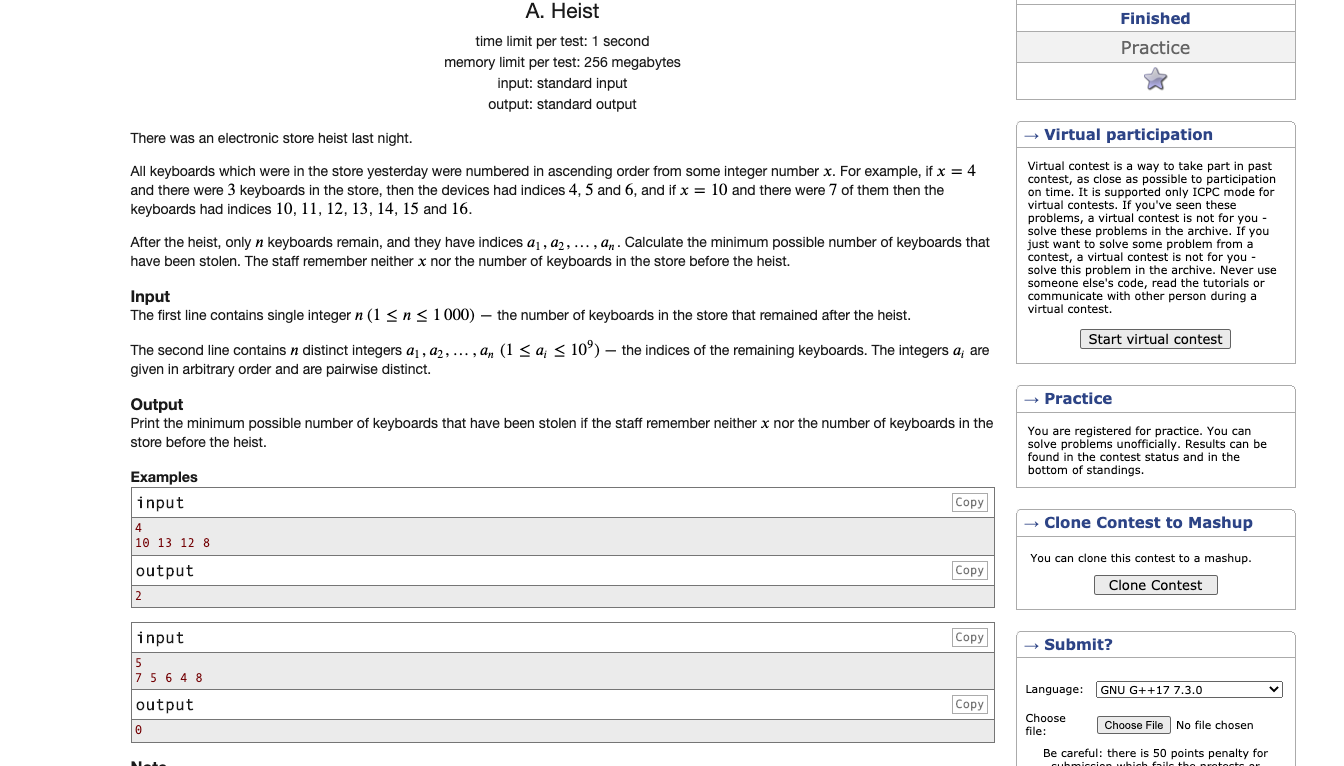 A. Heist
time limit per test: 1 second
memory limit per test: 256 megabytes
input: standard input
output: standard output
There was an electronic store heist last night.
All keyboards which were in the store yesterday were numbered in ascending order from some integer number x. For example, if x = 4
and there were 3 keyboards in the store, then the devices had indices 4, 5 and 6, and if x = 10 and there were 7 of them then the
keyboards had indices 10, 11, 12, 13, 14, 15 and 16.
After the heist, only n keyboards remain, and they have indices a1, a2, …, an. Calculate the minimum possible number of keyboards that
have been stolen. The staff remember neither x nor the number of keyboards in the store before the heist.
Input
The first line contains single integer n (1 ≤ n ≤ 1 000) — the number of keyboards in the store that remained after the heist.
The second line contains n distinct integers a1, a2, …, an (1 ≤ ai ≤ 10^9) — the indices of the remaining keyboards. The integers ai are
given in arbitrary order and are pairwise distinct.
Output
Print the minimum possible number of keyboards that have been stolen if the staff remember neither x nor the number of keyboards in the
store before the heist.
Examples
input
Copy
4
10 13 12 8
output
Copy
2
input
Copy
5
7 5 6 4 8
output
Copy
0
Finished
Practice
→ Virtual participation
Virtual contest is a way to take part in past
contest, as close as possible to participation
on time. It is supported only ICPC mode for
virtual contests. If you've seen these
problems, a virtual contest is not for you -
solve these problems in the archive. If you
just want to solve some problem from a
contest, a virtual contest is not for you -
solve this problem in the archive. Never use
someone else's code, read the tutorials or
communicate with other person during a
virtual contest.
Start virtual contest
→ Practice
You are registered for practice. You can
solve problems unofficially. Results can be
found in the contest status and in the
bottom of standings.
→ Clone Contest to Mashup
You can clone this contest to a mashup.
Clone Contest
→ Submit?
Language: GNU G++17 7.3.0
Choose
file: Choose File No file chosen
Be careful: there is 50 points penalty for
submission which fails the pretests or